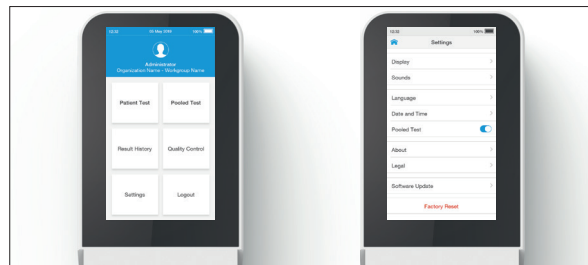 12:32 10 May 2019 100%
Administrator
Organization Name - Workgroup Name
Patient Test Pooled Test
Result History Quality Control
Settings Logout
12:32 100%
Settings
Display
Sounds
Language
Date and Time
Pooled Test
About
Legal
Software Update
Factory Reset